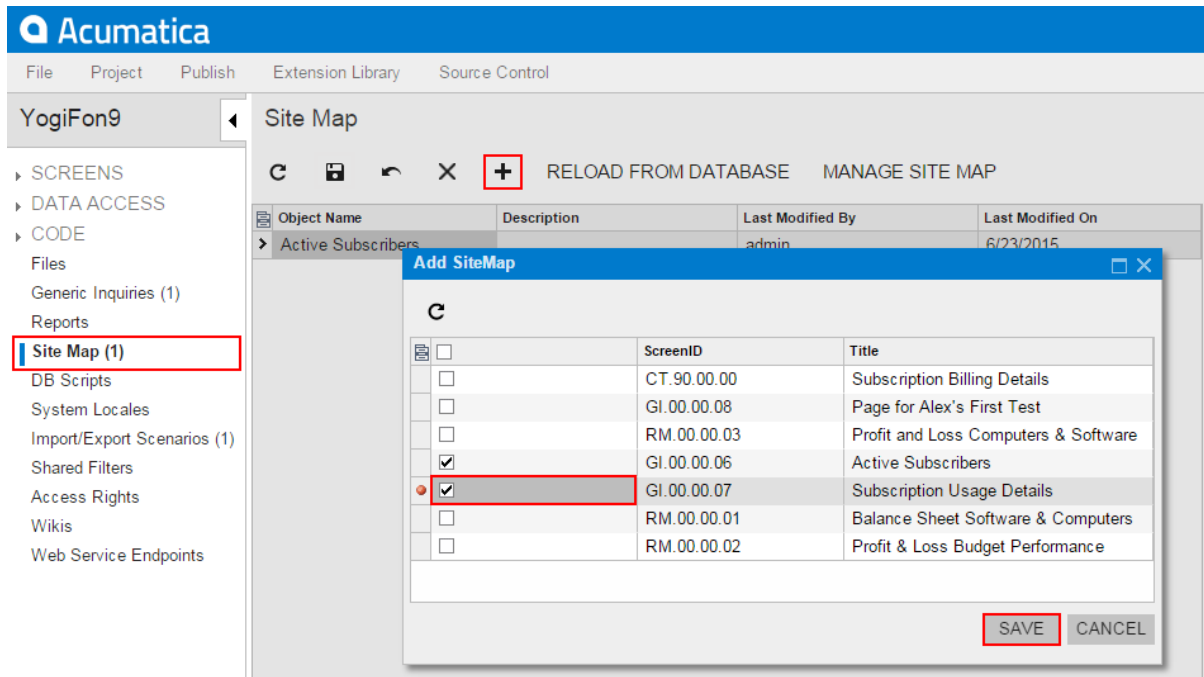 Acumatica
File Project Publish Extension Library Source Control
YogiFon9
Site Map
SCREENS
DATA ACCESS
CODE
Files
Generic Inquiries (1)
Reports
Site Map (1)
DB Scripts
System Locales
Import/Export Scenarios (1)
Shared Filters
Access Rights
Wikis
Web Service Endpoints
RELOAD FROM DATABASE MANAGE SITE MAP
Object Name Description Last Modified By Last Modified On
Active Subscribers admin 6/23/2015
Add SiteMap
ScreenID Title
CT.90.00.00 Subscription Billing Details
GI.00.00.08 Page for Alex's First Test
RM.00.00.03 Profit and Loss Computers & Software
GI.00.00.06 Active Subscribers
GI.00.00.07 Subscription Usage Details
RM.00.00.01 Balance Sheet Software & Computers
RM.00.00.02 Profit & Loss Budget Performance
SAVE CANCEL